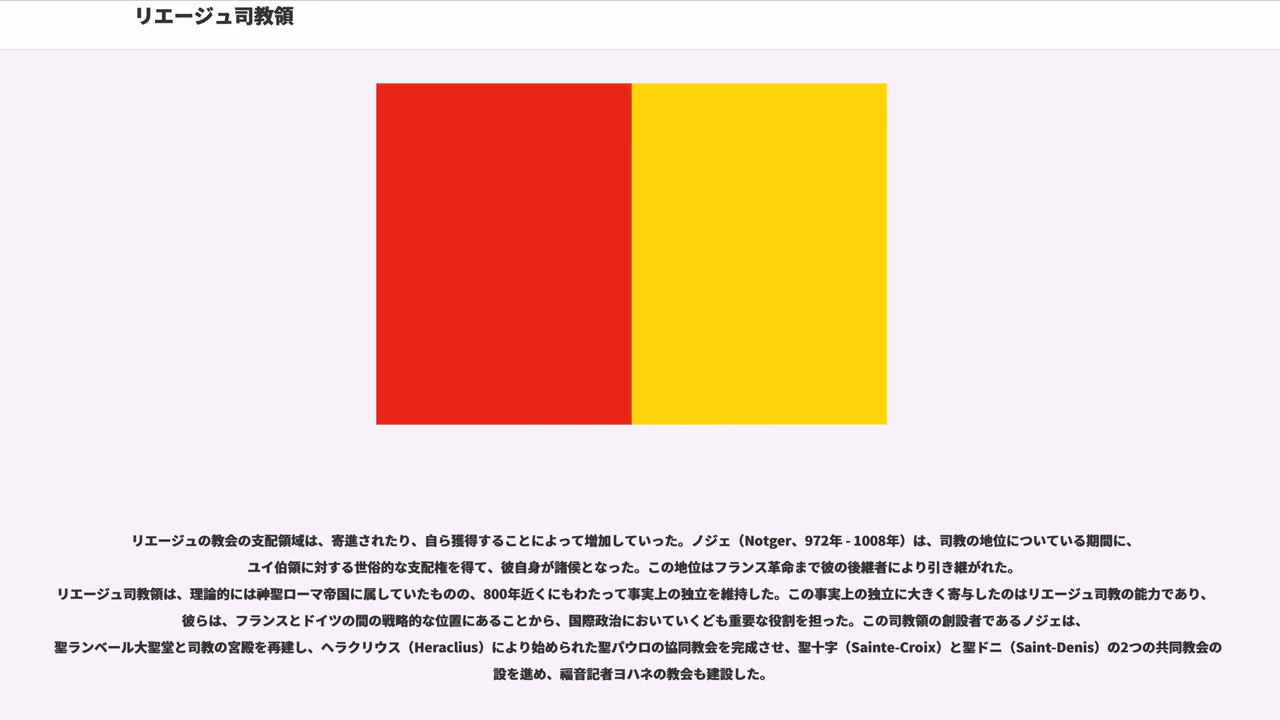 リエージュ司教領
リエージュの教会の支配領域は、寄進されたり、自ら獲得することによって増加していった。ノジェ（Notger、972年 - 1008年）は、司教の地位についている期間に、
ユイ伯領に対する世俗的な支配権を得て、彼自身が諸侯となった。この地位はフランス革命まで彼の後継者により引き継がれた。
リエージュ司教領は、理論的には神聖ローマ帝国に属していたものの、800年近くにもわたって事実上の独立を維持した。この事実上の独立に大きく寄与したのはリエージュ司教の能力であり、
彼らは、フランスとドイツの間の戦略的な位置にあることから、国際政治においていくども重要な役割を担った。この司教領の創設者であるノジェは、
聖ランベール大聖堂と司教の宮殿を再建し、ヘラクリウス（Heraclius）により始められた聖パウロの協同教会を完成させ、聖十字（Sainte-Croix）と聖ドニ（Saint-Denis）の2つの共同教会の
設を進め、福音記者ヨハネの教会も建設した。